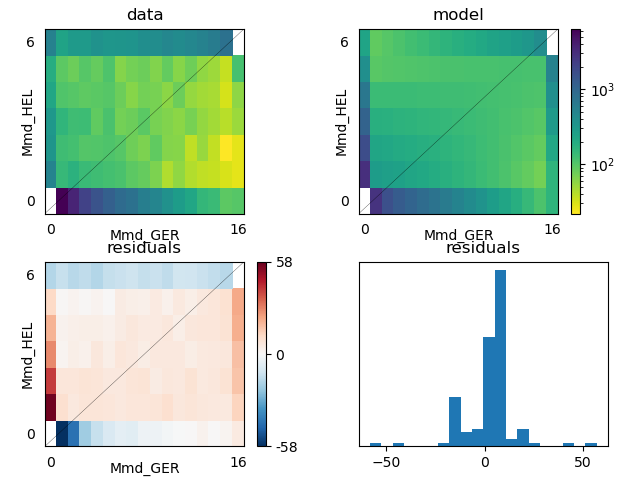 data
model
6
0
Mmd_HEL
0
16
Mmd_GER
6
0
Mmd_HEL
0
16
Mmd_GER
10³
10²
residuals
6
0
Mmd_HEL
0
16
Mmd_GER
58
0
-58
residuals
−50
0
50